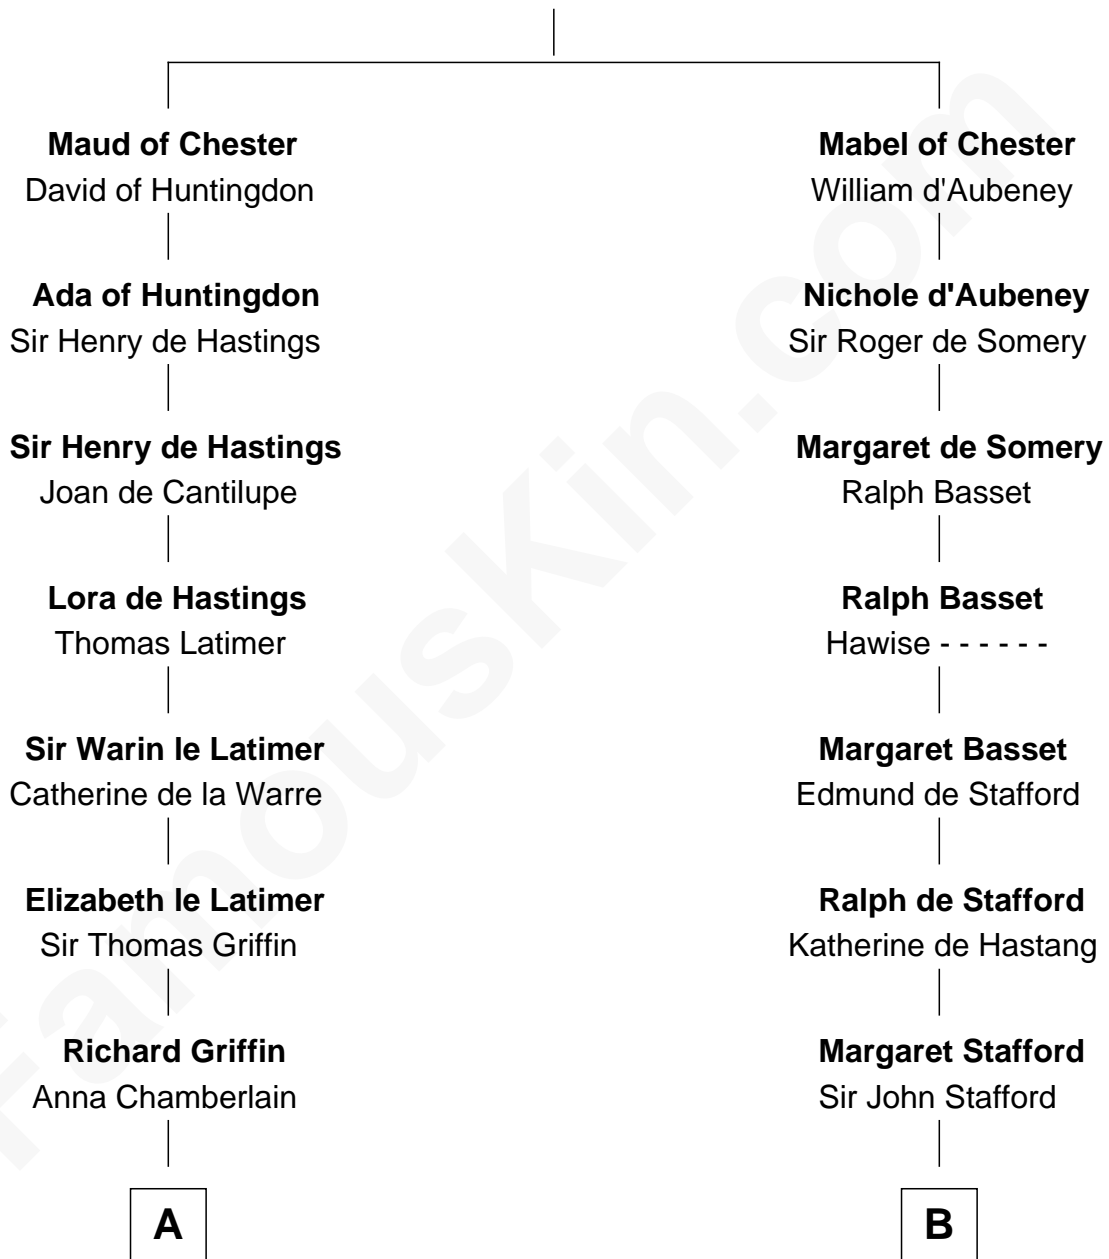 Maud of Chester
David of Huntingdon
Ada of Huntingdon
Sir Henry de Hastings
Sir Henry de Hastings
Joan de Cantilupe
Lora de Hastings
Thomas Latimer
Sir Warin le Latimer
Catherine de la Warre
Elizabeth le Latimer
Sir Thomas Griffin
Richard Griffin
Anna Chamberlain
A
Mabel of Chester
William d'Aubeney
Nichole d'Aubeney
Sir Roger de Somery
Margaret de Somery
Ralph Basset
Ralph Basset
Hawise - - - - - -
Margaret Basset
Edmund de Stafford
Ralph de Stafford
Katherine de Hastang
Margaret Stafford
Sir John Stafford
B
FamousKin.com